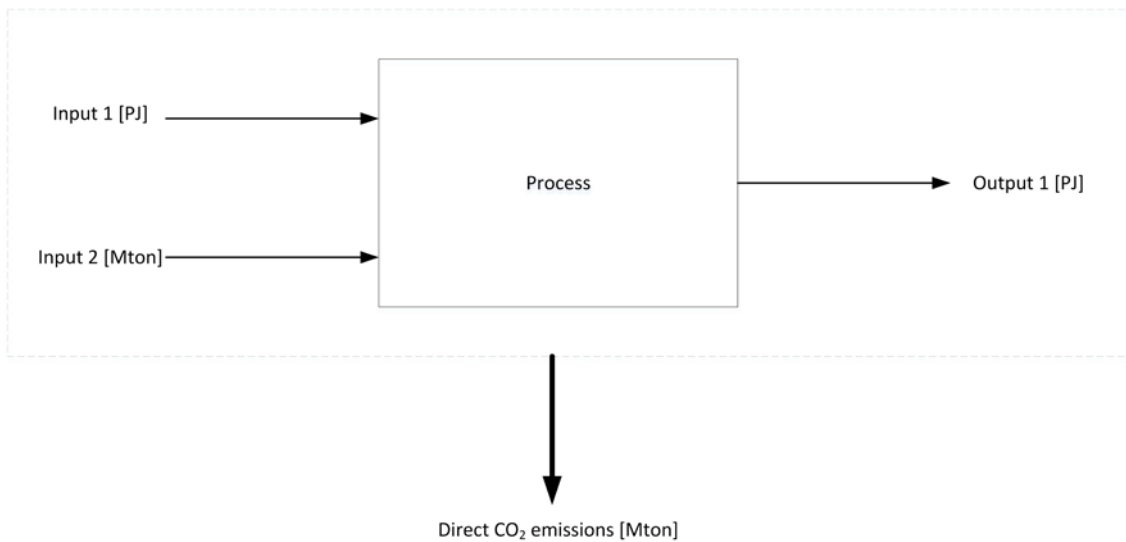 Input 1 [PJ]
Process
Output 1 [PJ]
Input 2 [Mton]
Direct CO₂ emissions [Mton]